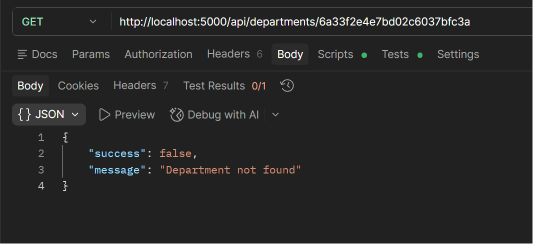 GET http://localhost:5000/api/departments/6a33f2e4e7bd02c6037bfc3a
Docs Params Authorization Headers 6 Body Scripts Tests Settings
Body Cookies Headers 7 Test Results 0/1
{} JSON Preview Debug with AI
1 {
2 "success": false,
3 "message": "Department not found"
4 }